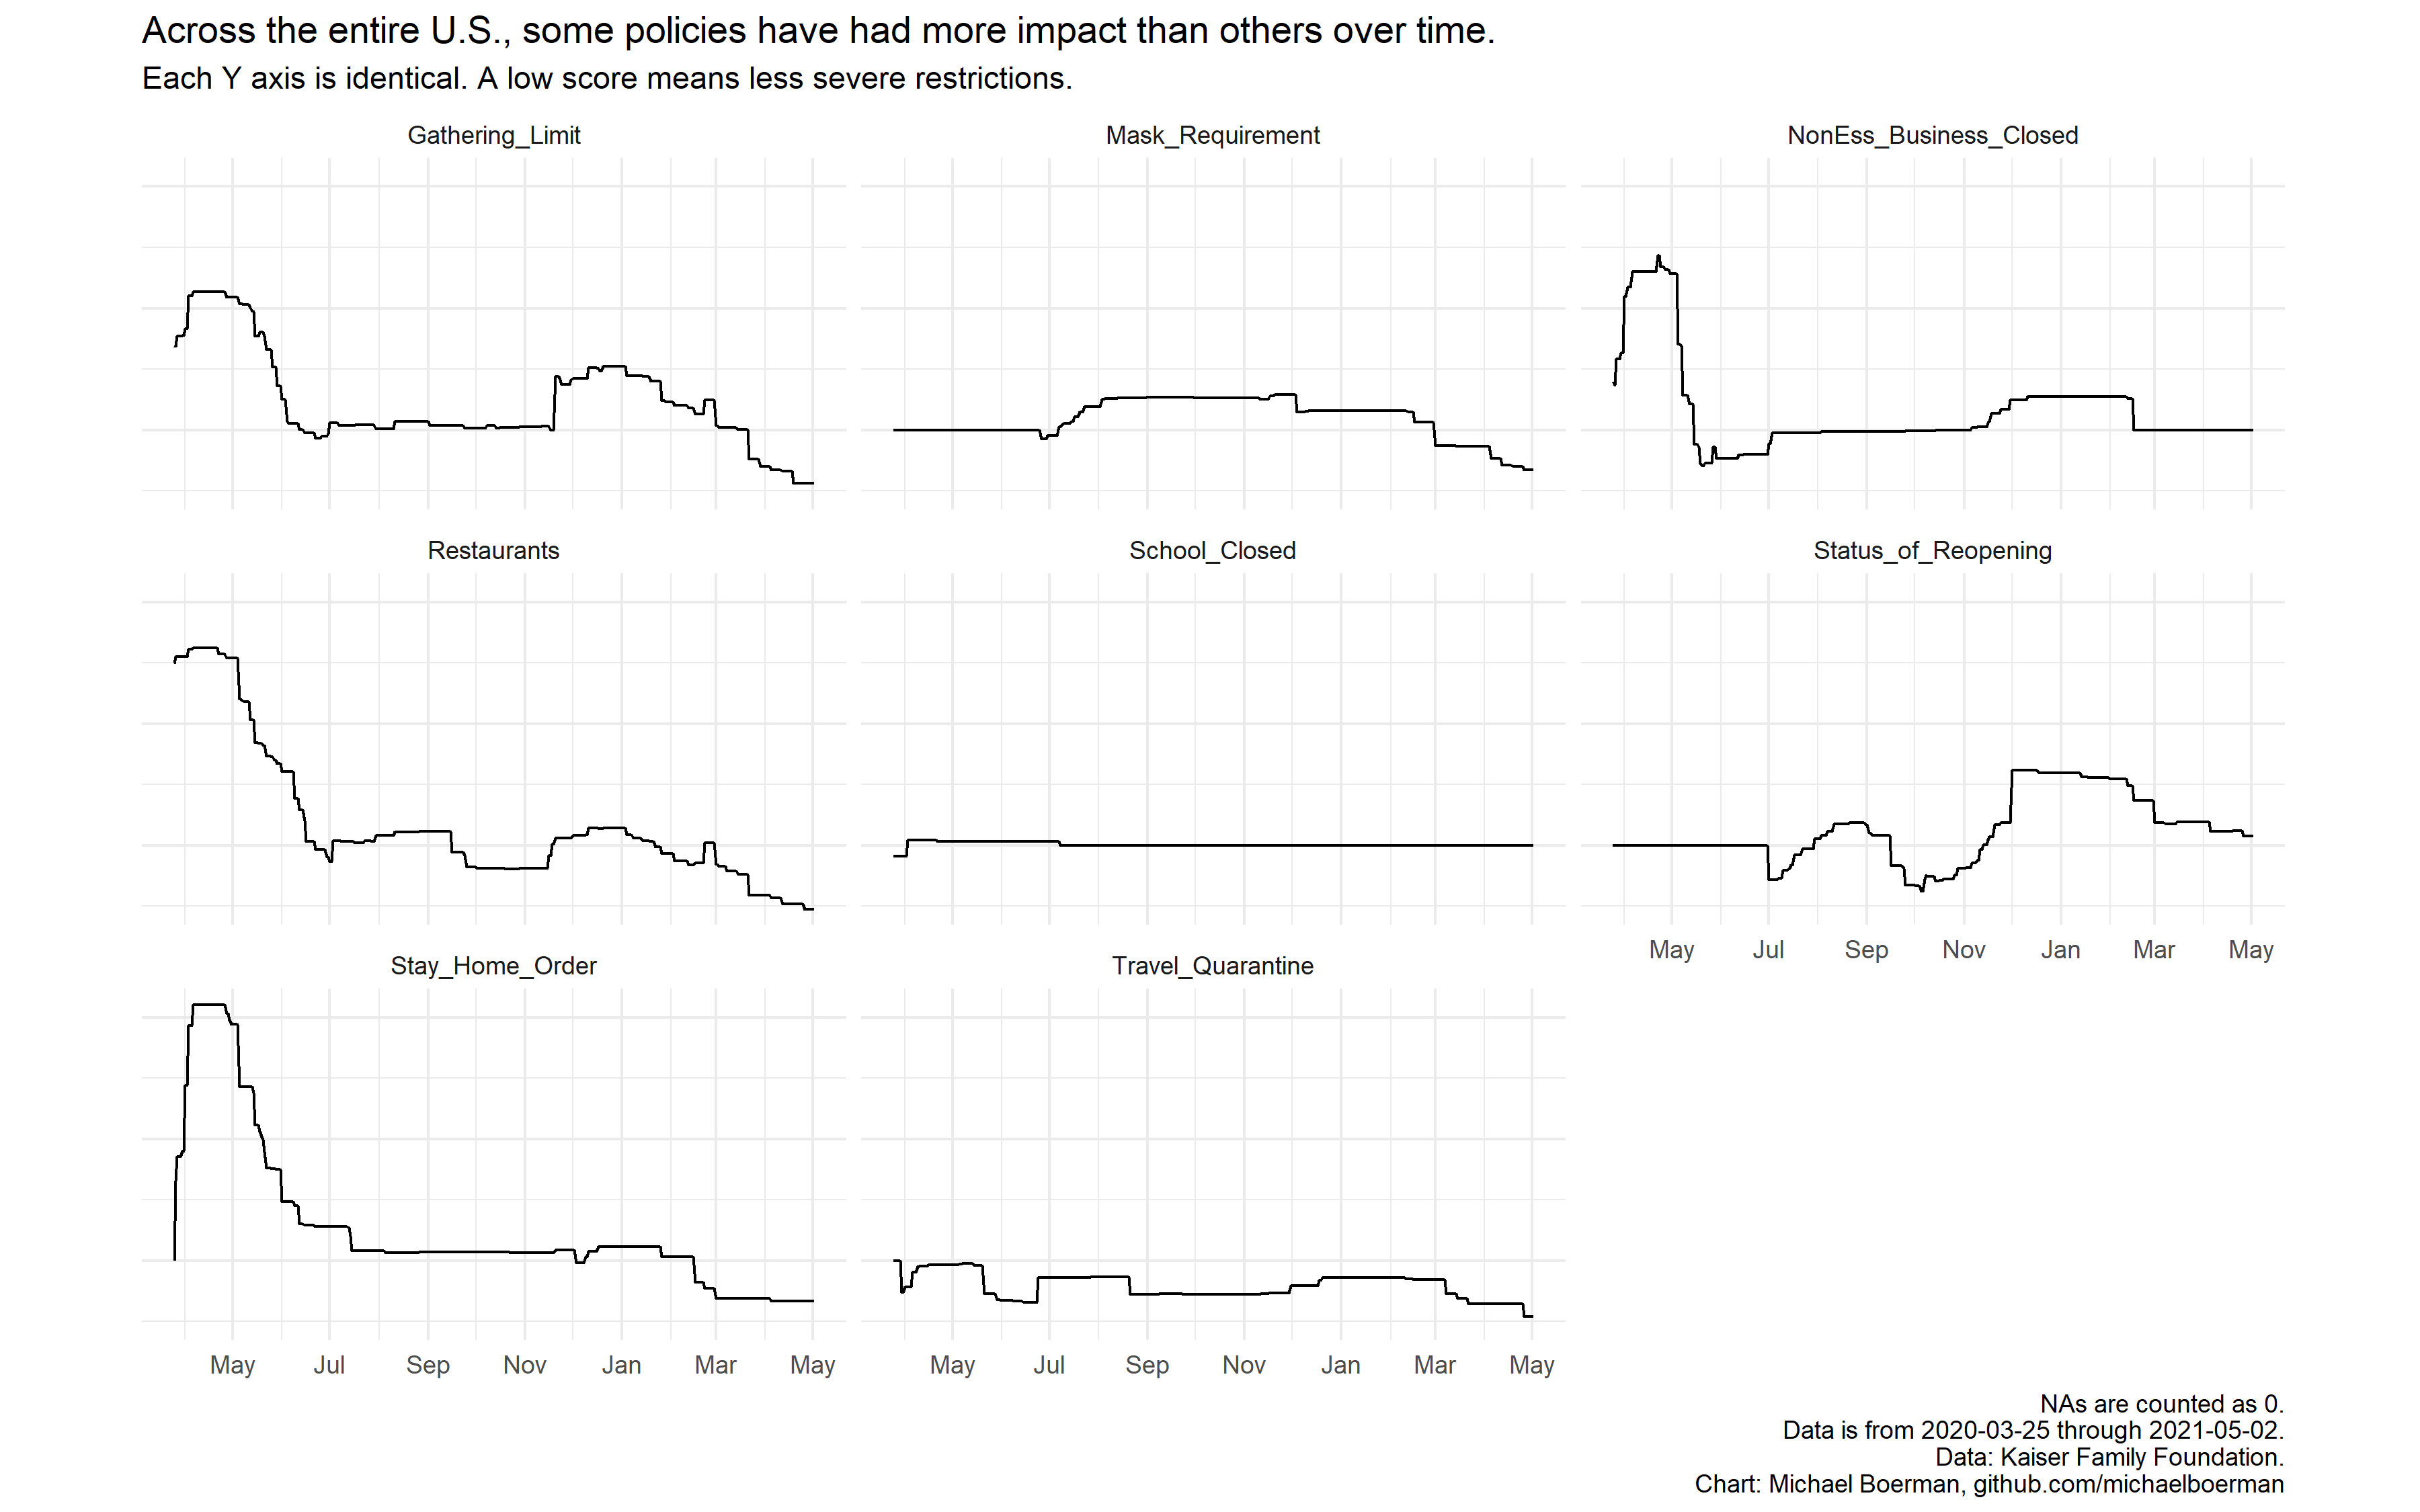 Across the entire U.S., some policies have had more impact than others over time.
Each Y axis is identical. A low score means less severe restrictions.
Gathering_Limit
Mask_Requirement
NonEss_Business_Closed
Restaurants
School_Closed
Status_of_Reopening
May Jul Sep Nov Jan Mar May
Stay_Home_Order
Travel_Quarantine
May Jul Sep Nov Jan Mar May
May Jul Sep Nov Jan Mar May
NAs are counted as 0.
Data is from 2020-03-25 through 2021-05-02.
Data: Kaiser Family Foundation.
Chart: Michael Boerman, github.com/michaelboerman